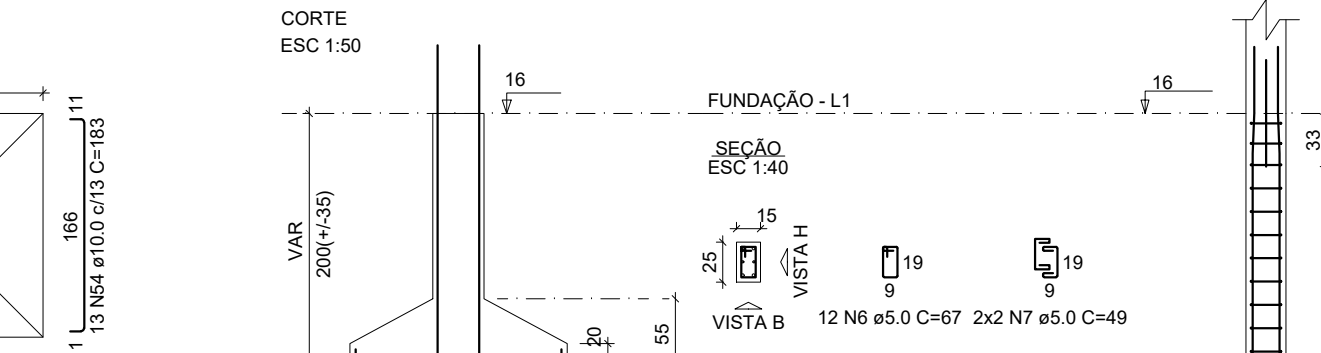 CORTE
ESC 1:50
11
166
13 N54 ø10.0 c/13 C=183
1
VAR
200(+/-35)
16
FUNDAÇÃO - L1
16
SEÇÃO
ESC 1:40
15
25
VISTA H
VISTA B
19
9
12 N6 ø5.0 C=67
19
9
2x2 N7 ø5.0 C=49
20
55
33